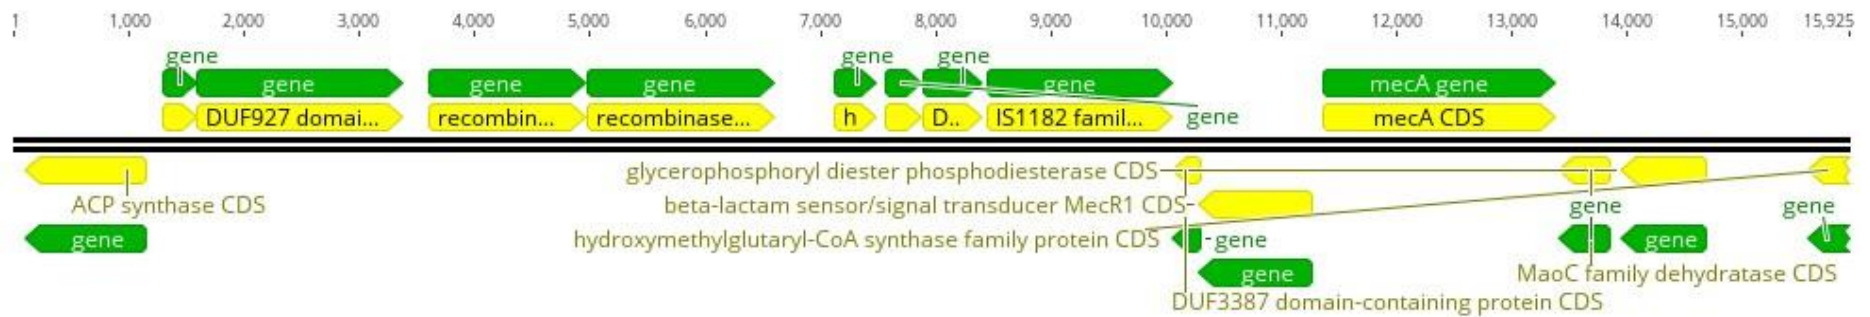 1 1,000 2,000 3,000 4,000 5,000 6,000 7,000 8,000 9,000 10,000 11,000 12,000 13,000 14,000 15,000 15,925
gene gene gene
gene gene gene gene mecA gene
DUF927 domai... recombin... recombinase... h D.. IS1182 famil... gene mecA CDS
glycerophosphoryl diester phosphodiesterase CDS
ACP synthase CDS beta-lactam sensor/signal transducer MecR1 CDS gene gene
gene hydroxymethylglutaryl-CoA synthase family protein CDS gene gene
gene MaoC family dehydratase CDS
DUF3387 domain-containing protein CDS